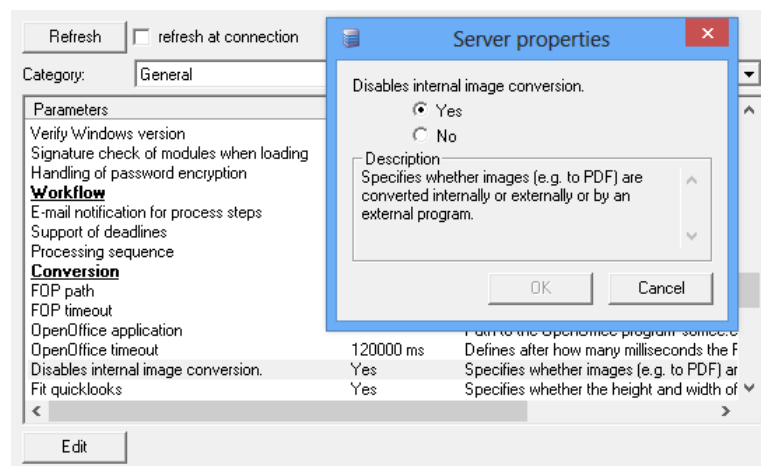 Refresh
refresh at connection
Category:
General
Parameters
Verify Windows version
Signature check of modules when loading
Handling of password encryption
Workflow
E-mail notification for process steps
Support of deadlines
Processing sequence
Conversion
FOP path
FOP timeout
OpenOffice application
OpenOffice timeout 120000 ms Defines after how many milliseconds the F
Disables internal image conversion. Yes Specifies whether images (e.g. to PDF) ar
Fit quicklooks Yes Specifies whether the height and width of
Edit
Server properties
Disables internal image conversion.
Yes
No
Description
Specifies whether images (e.g. to PDF) are
converted internally or externally or by an
external program.
OK
Cancel